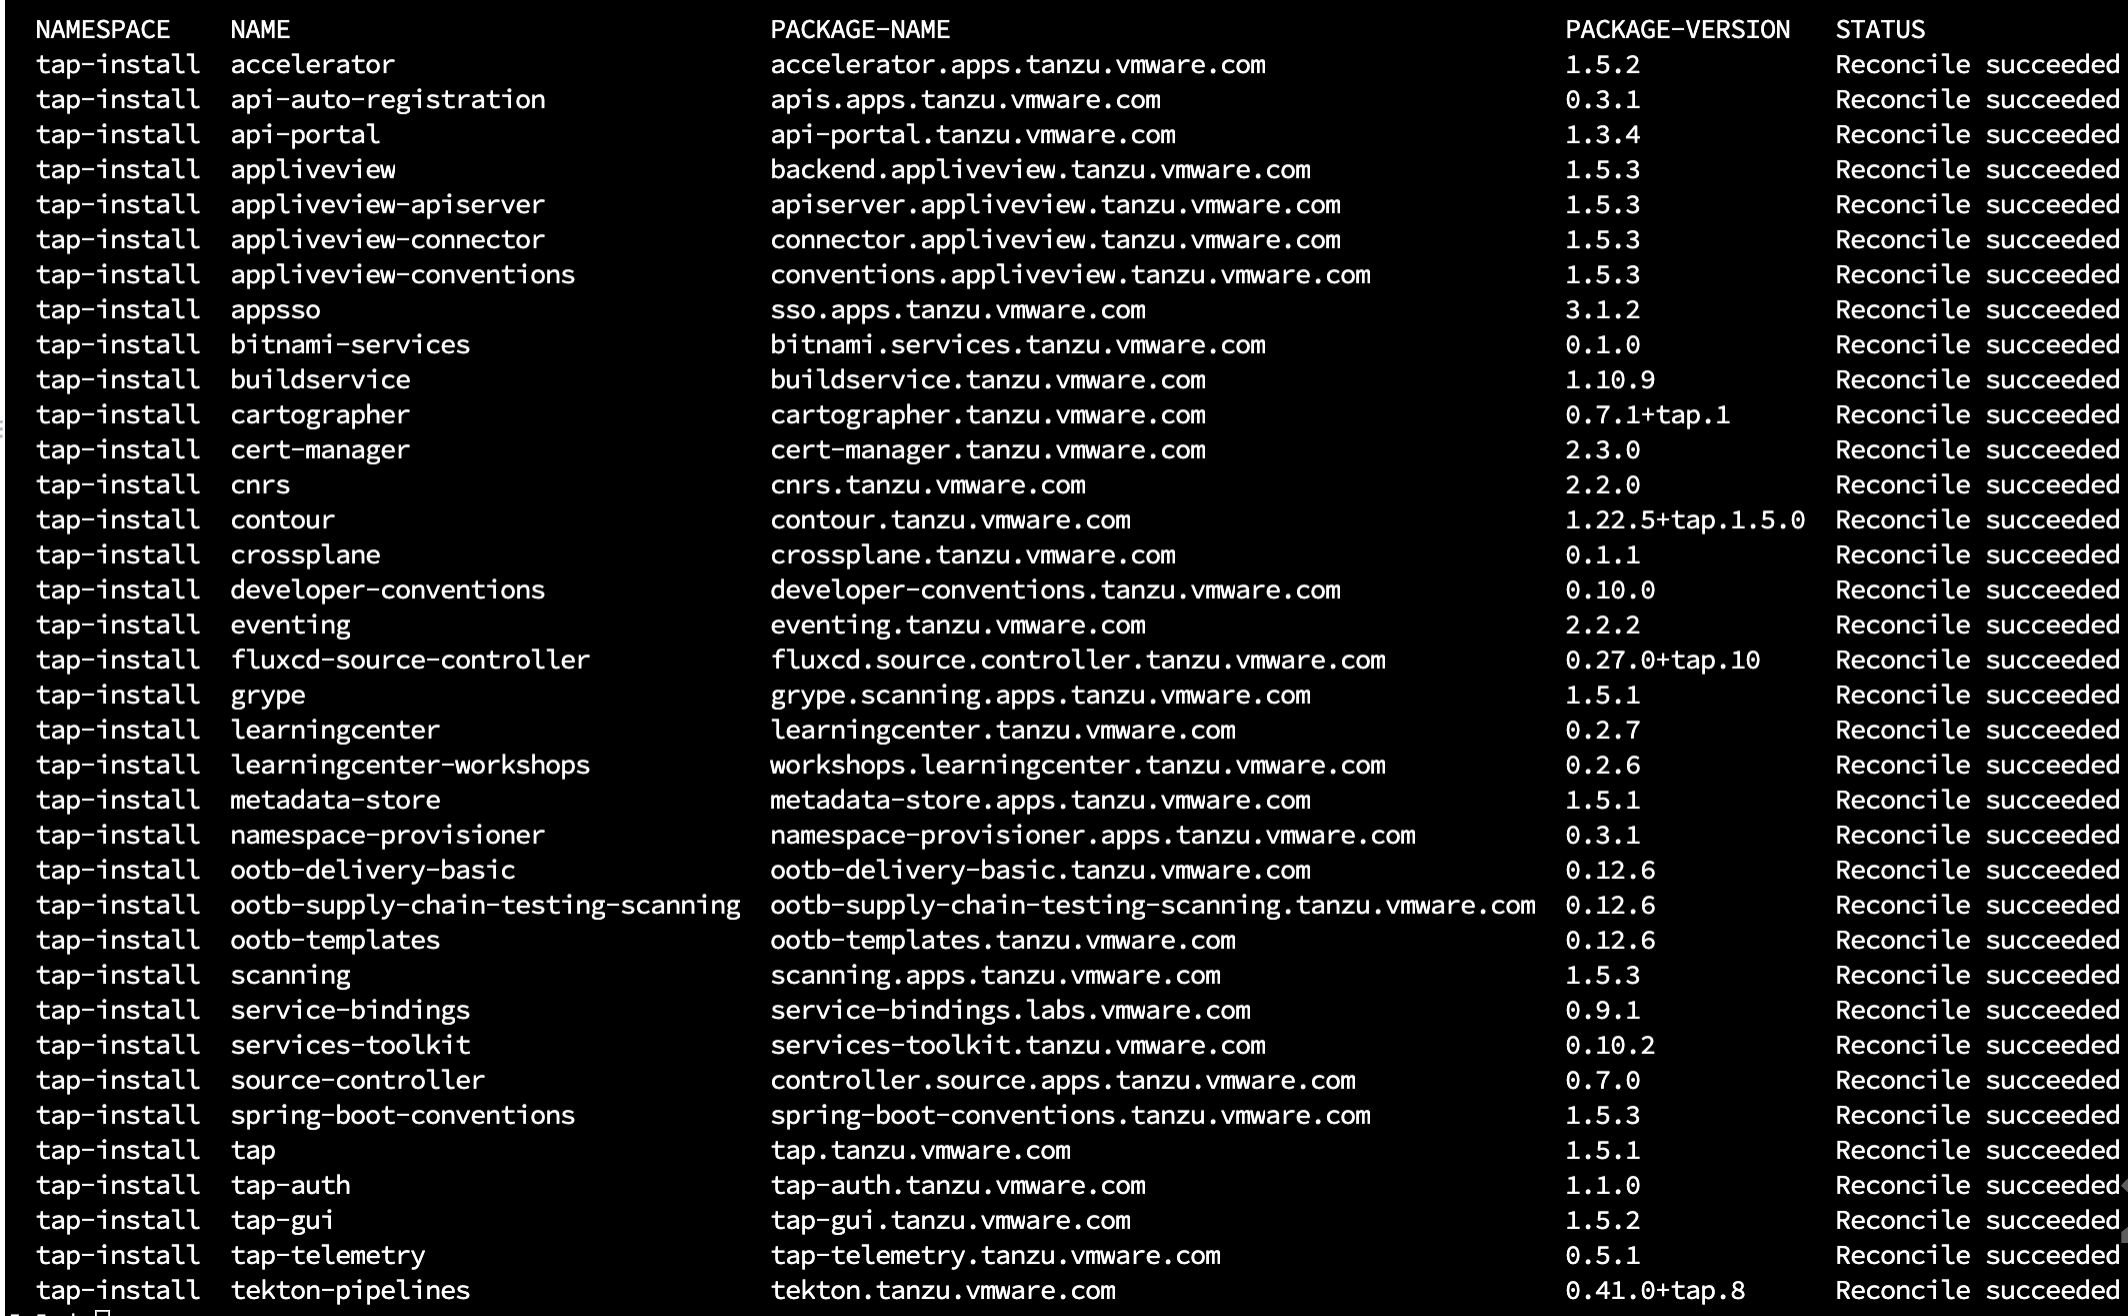 NAMESPACE NAME PACKAGE-NAME PACKAGE-VERSION STATUS
tap-install accelerator accelerator.apps.tanzu.vmware.com 1.5.2 Reconcile succeeded
tap-install api-auto-registration apis.apps.tanzu.vmware.com 0.3.1 Reconcile succeeded
tap-install api-portal api-portal.tanzu.vmware.com 1.3.4 Reconcile succeeded
tap-install appliveview backend.appliveview.tanzu.vmware.com 1.5.3 Reconcile succeeded
tap-install appliveview-apiserver apiserver.appliveview.tanzu.vmware.com 1.5.3 Reconcile succeeded
tap-install appliveview-connector connector.appliveview.tanzu.vmware.com 1.5.3 Reconcile succeeded
tap-install appliveview-conventions conventions.appliveview.tanzu.vmware.com 1.5.3 Reconcile succeeded
tap-install appsso sso.apps.tanzu.vmware.com 3.1.2 Reconcile succeeded
tap-install bitnami-services bitnami.services.tanzu.vmware.com 0.1.0 Reconcile succeeded
tap-install buildservice buildservice.tanzu.vmware.com 1.10.9 Reconcile succeeded
tap-install cartographer cartographer.tanzu.vmware.com 0.7.1+tap.1 Reconcile succeeded
tap-install cert-manager cert-manager.tanzu.vmware.com 2.3.0 Reconcile succeeded
tap-install cnrs cnrs.tanzu.vmware.com 2.2.0 Reconcile succeeded
tap-install contour contour.tanzu.vmware.com 1.22.5+tap.1.5.0 Reconcile succeeded
tap-install crossplane crossplane.tanzu.vmware.com 0.1.1 Reconcile succeeded
tap-install developer-conventions developer-conventions.tanzu.vmware.com 0.10.0 Reconcile succeeded
tap-install eventing eventing.tanzu.vmware.com 2.2.2 Reconcile succeeded
tap-install fluxcd-source-controller fluxcd.source.controller.tanzu.vmware.com 0.27.0+tap.10 Reconcile succeeded
tap-install grype grype.scanning.apps.tanzu.vmware.com 1.5.1 Reconcile succeeded
tap-install learningcenter learningcenter.tanzu.vmware.com 0.2.7 Reconcile succeeded
tap-install learningcenter-workshops workshops.learningcenter.tanzu.vmware.com 0.2.6 Reconcile succeeded
tap-install metadata-store metadata-store.apps.tanzu.vmware.com 1.5.1 Reconcile succeeded
tap-install namespace-provisioner namespace-provisioner.apps.tanzu.vmware.com 0.3.1 Reconcile succeeded
tap-install ootb-delivery-basic ootb-delivery-basic.tanzu.vmware.com 0.12.6 Reconcile succeeded
tap-install ootb-supply-chain-testing-scanning ootb-supply-chain-testing-scanning.tanzu.vmware.com 0.12.6 Reconcile succeeded
tap-install ootb-templates ootb-templates.tanzu.vmware.com 0.12.6 Reconcile succeeded
tap-install scanning scanning.apps.tanzu.vmware.com 1.5.3 Reconcile succeeded
tap-install service-bindings service-bindings.labs.vmware.com 0.9.1 Reconcile succeeded
tap-install services-toolkit services-toolkit.tanzu.vmware.com 0.10.2 Reconcile succeeded
tap-install source-controller controller.source.apps.tanzu.vmware.com 0.7.0 Reconcile succeeded
tap-install spring-boot-conventions spring-boot-conventions.tanzu.vmware.com 1.5.3 Reconcile succeeded
tap-install tap tap.tanzu.vmware.com 1.5.1 Reconcile succeeded
tap-install tap-auth tap-auth.tanzu.vmware.com 1.1.0 Reconcile succeeded
tap-install tap-gui tap-gui.tanzu.vmware.com 1.5.2 Reconcile succeeded
tap-install tap-telemetry tap-telemetry.tanzu.vmware.com 0.5.1 Reconcile succeeded
tap-install tekton-pipelines tekton.tanzu.vmware.com 0.41.0+tap.8 Reconcile succeeded